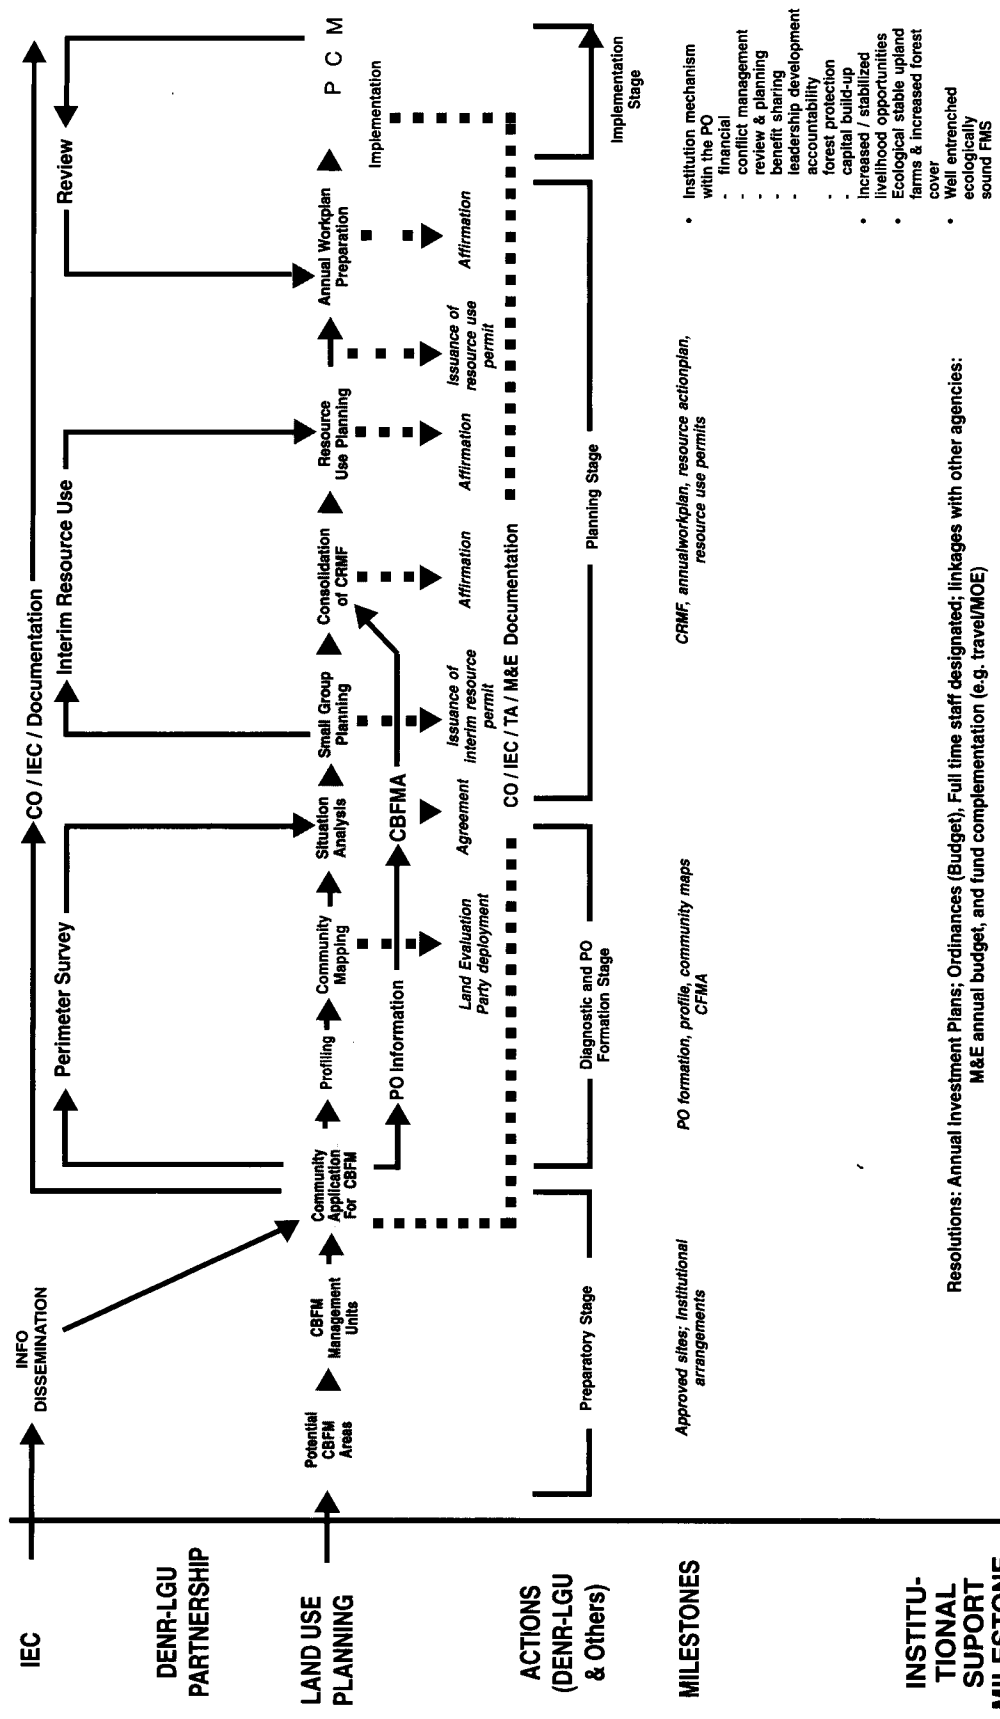 IEC
INFO
DISSEMINATION
CO / IEC / Documentation
DENR-LGU
PARTNERSHIP
Perimeter Survey
Interim Resource Use
Review
LAND USE
PLANNING
Potential
CBFM
Areas
CBFM
Management
Units
Community
Application
For CBFM
Profiling
Community
Mapping
Situation
Analysis
Small Group
Planning
Consolidation
of CRMF
Resource
Use Planning
Annual Workplan
Preparation
P C M
Implementation
PO Information
CBFMA
Land Evaluation
Party deployment
Agreement
Issuance of
interim resource
permit
Affirmation
Affirmation
Issuance of
resource use
permit
Affirmation
CO / IEC / TA / M&E Documentation
ACTIONS
(DENR-LGU
& Others)
Preparatory Stage
Diagnostic and PO
Formation Stage
Planning Stage
Implementation
Stage
MILESTONES
Approved sites; Institutional
arrangements
PO formation, profile, community maps
CFMA
CRMF, annualworkplan, resource actionplan,
resource use permits
• Institution mechanism
witin the PO
- financial
- conflict management
- review & planning
- benefit sharing
- leadership development
accountability
- forest protection
- capital build-up
• Increased / stabilized
livelihood opportunities
• Ecological stable upland
farms & increased forest
cover
• Well entrenched
ecologically
sound FMS
INSTITU-
TIONAL
SUPORT
MILESTONE
Resolutions: Annual Investment Plans; Ordinances (Budget), Full time staff designated; linkages with other agencies:
M&E annual budget, and fund complementation (e.g. travel/MOE)